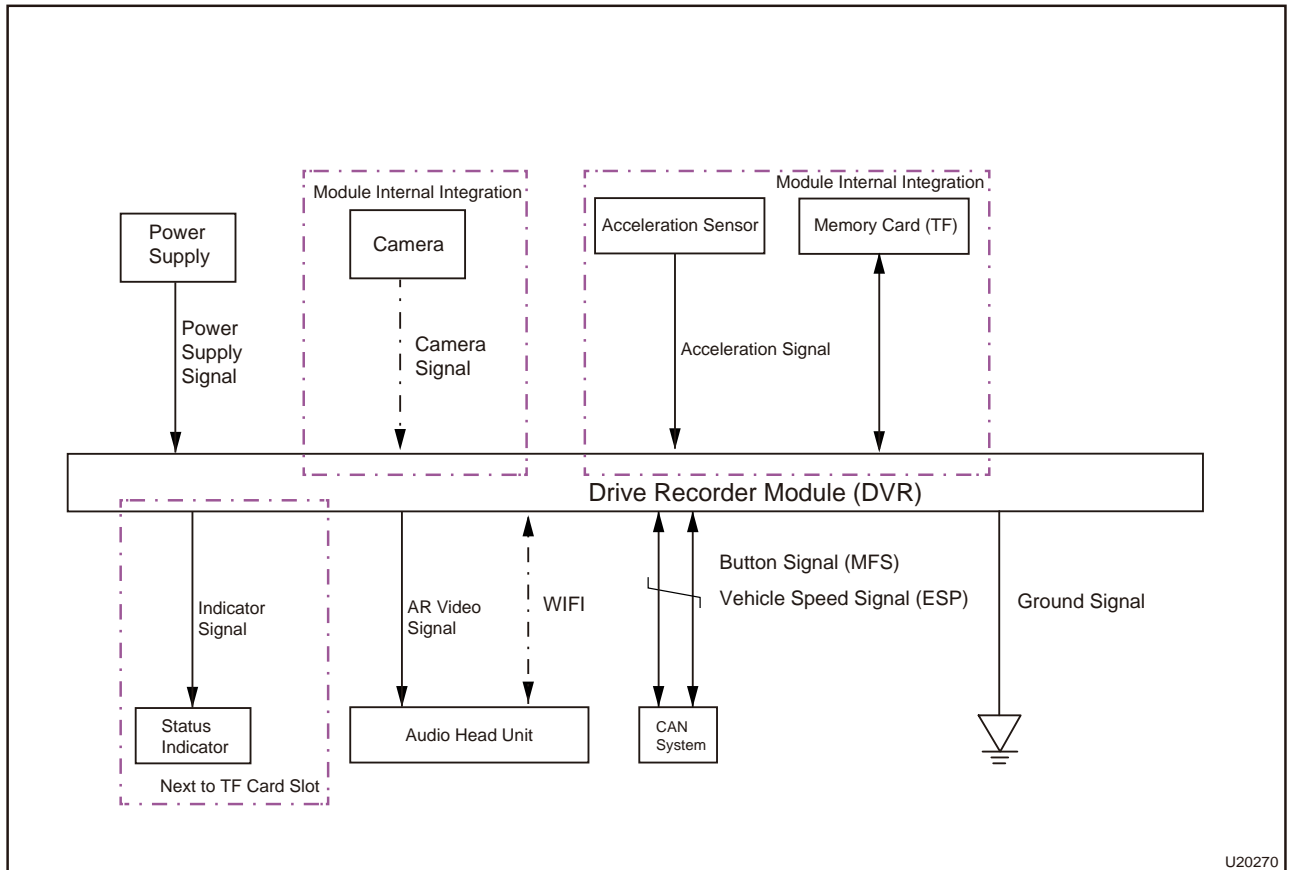 Module Internal Integration
Module Internal Integration
Power
Supply
Camera
Acceleration Sensor
Memory Card (TF)
Power
Supply
Signal
Camera
Signal
Acceleration Signal
Drive Recorder Module (DVR)
Indicator
Signal
AR Video
Signal
WIFI
Button Signal (MFS)
Vehicle Speed Signal (ESP)
Ground Signal
Status
Indicator
Audio Head Unit
CAN
System
Next to TF Card Slot
U20270